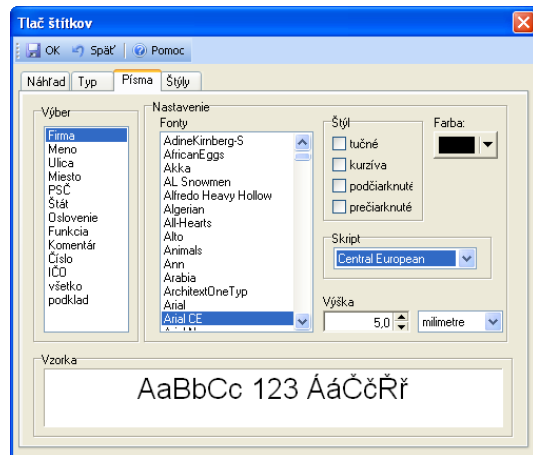 Tlač štítkov
OK Späť Pomoc
Náhľad Typ Písma Štýly
Výber
Firma
Meno
Ulica
Miesto
PSČ
Štát
Oslovenie
Funkcia
Komentár
Číslo
IČO
všetko
podklad
Nastavenie
Fonty
AdineKirnberg-S
AfricanEggs
Akka
AL Snowmen
Alfredo Heavy Hollow
Algerian
All-Hearts
Alto
Animals
Ann
Arabia
ArchitextOneTyp
Arial
Arial CE
Štýl
tučné
kurzíva
podčiarknuté
prečiarknuté
Farba:
Skript
Central European
Výška
5,0 milimetre
Vzorka
AaBbCc 123 ÁáČčŘř